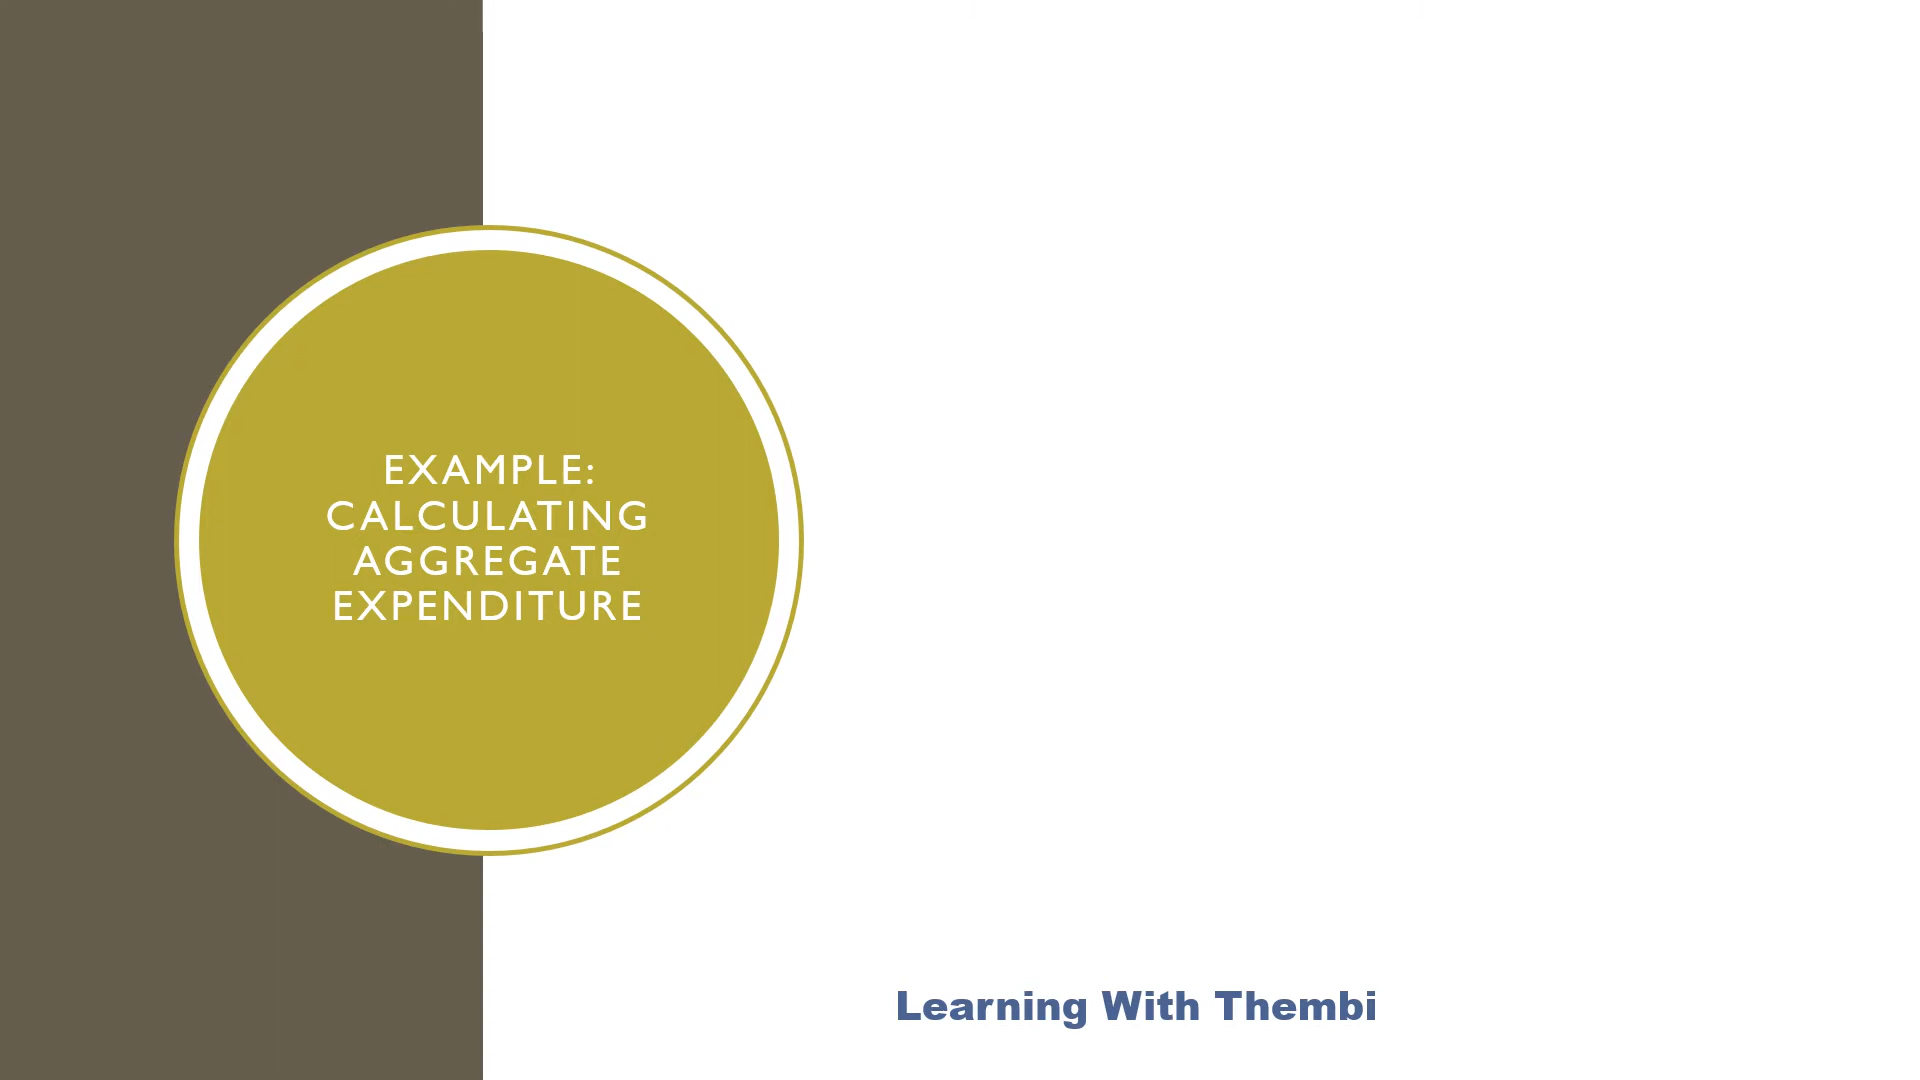 EXAMPLE:
CALCULATING
AGGREGATE
EXPENDITURE
Learning With Thembi